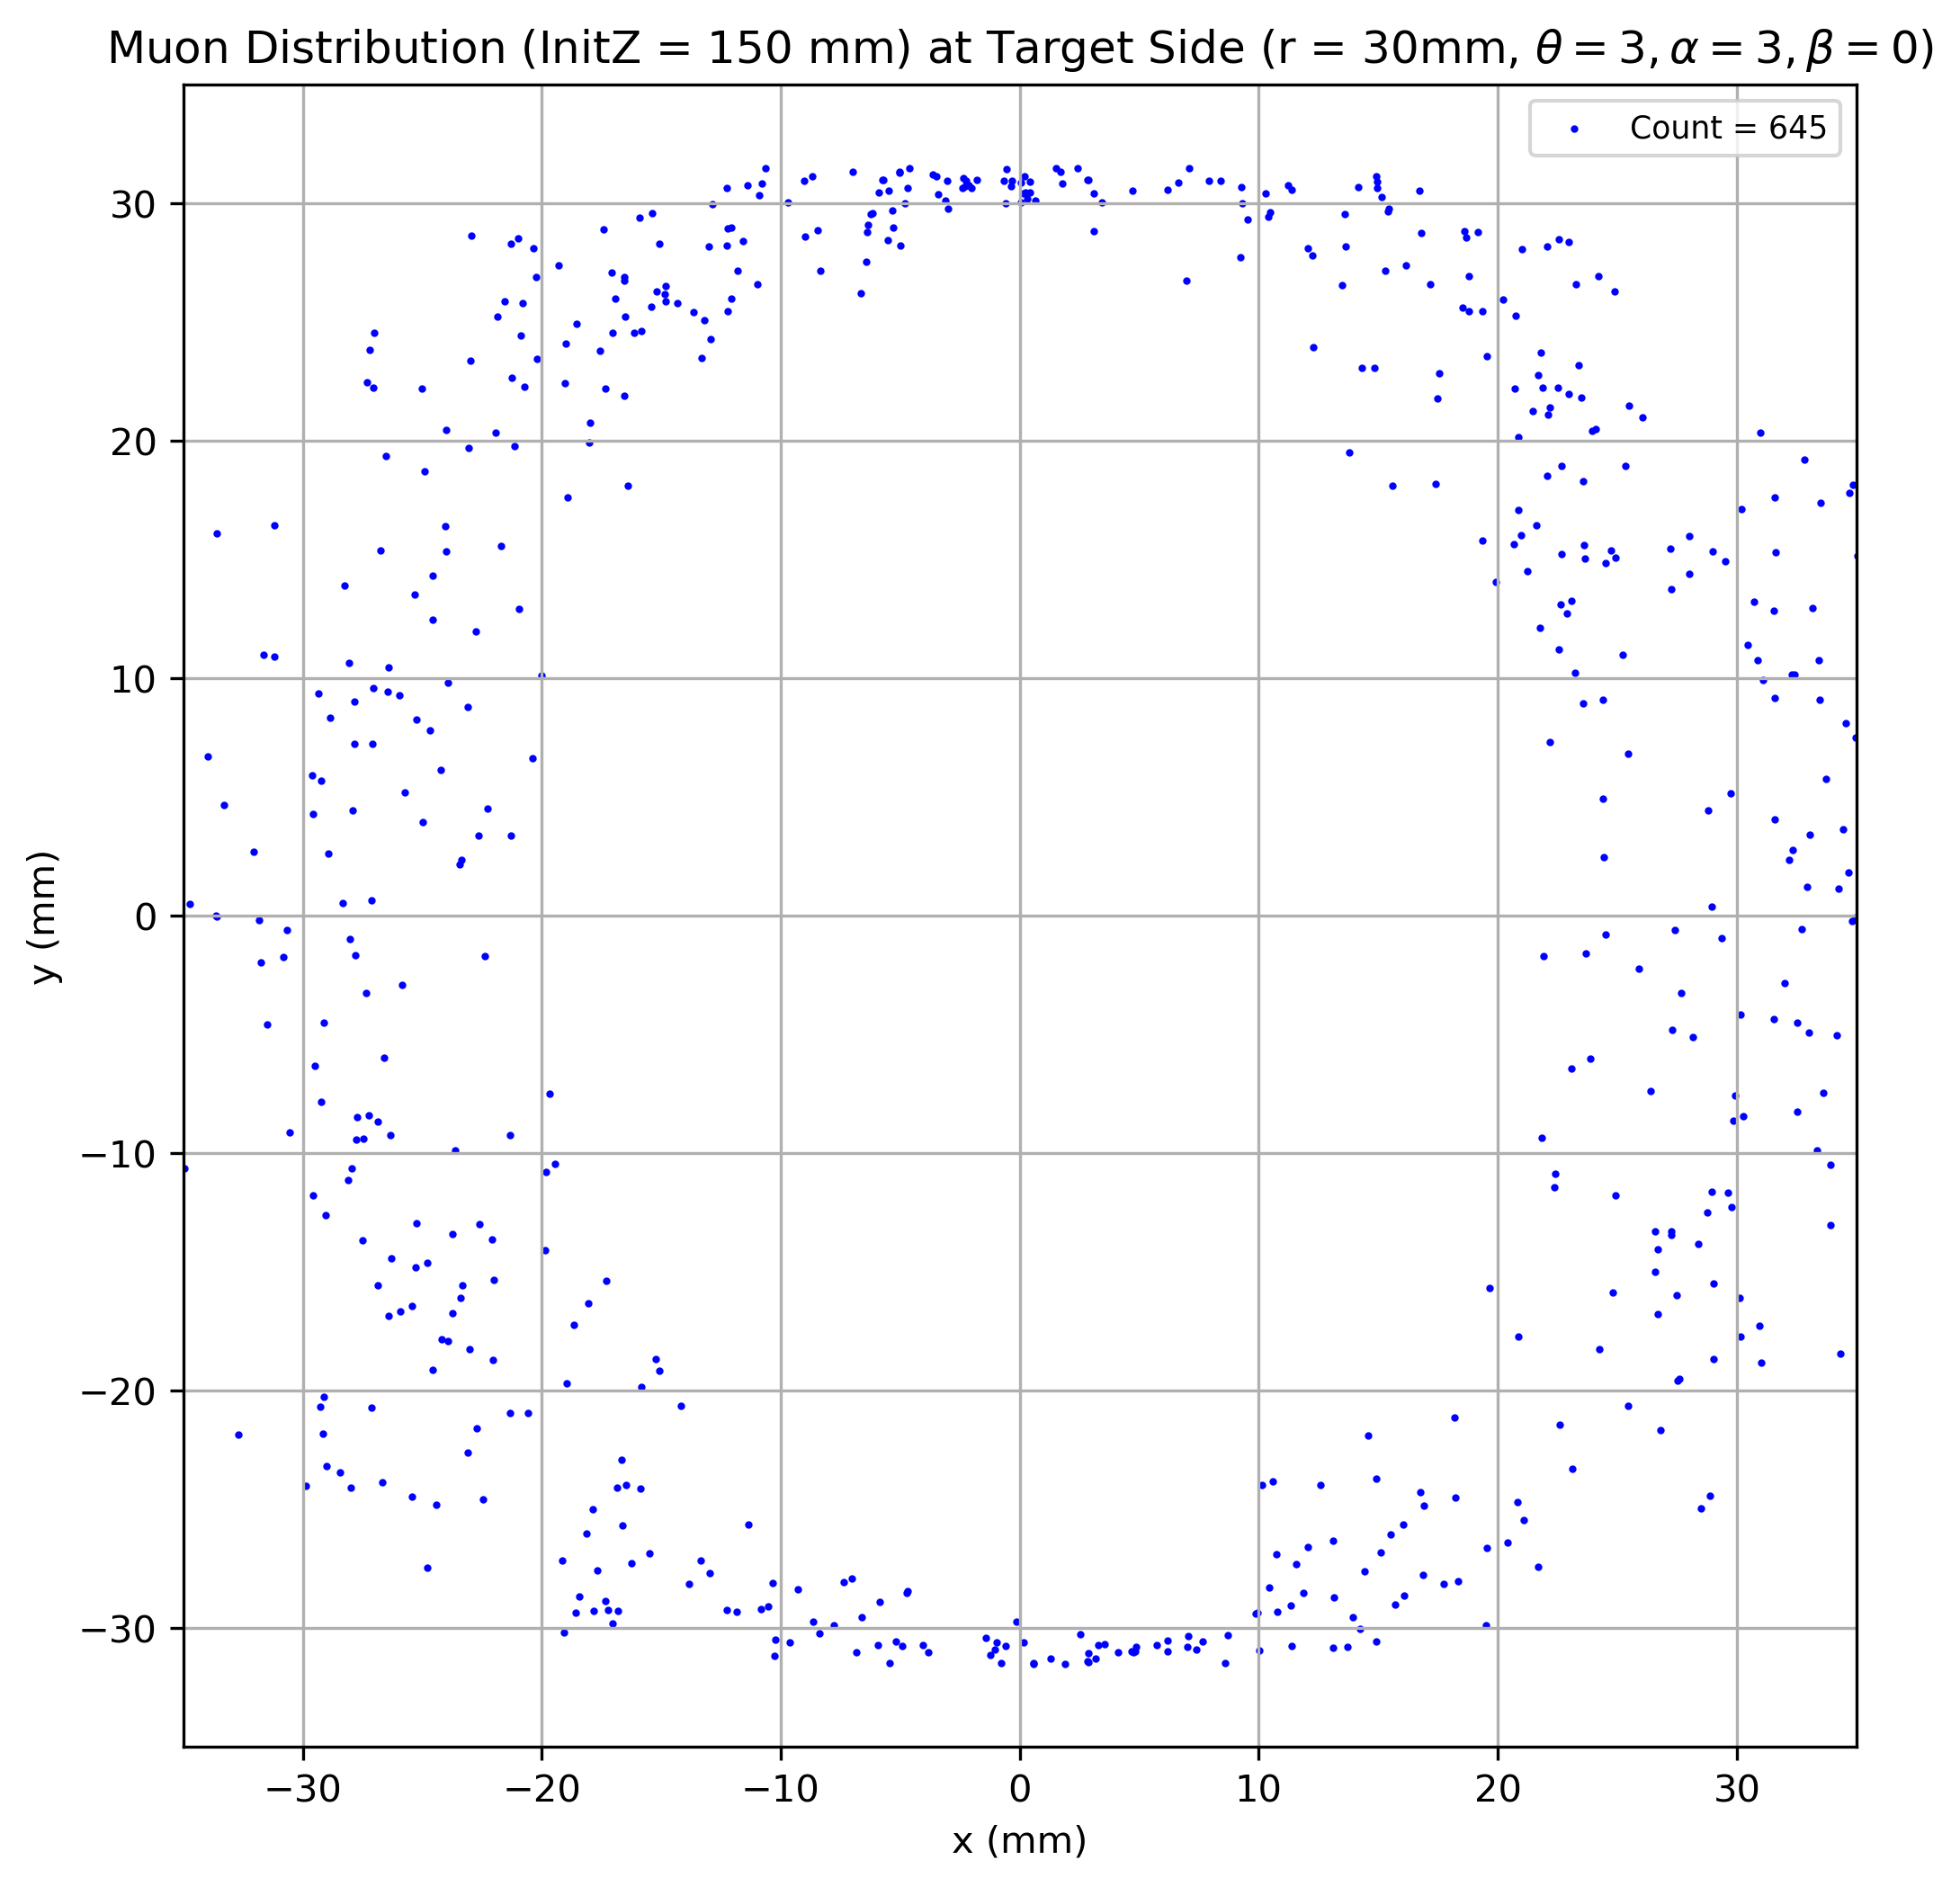 Muon Distribution (InitZ = 150 mm) at Target Side (r = 30mm, θ = 3, α = 3, β = 0)
Count = 645
30
20
10
0
−10
−20
−30
y (mm)
−30 −20 −10 0 10 20 30
x (mm)